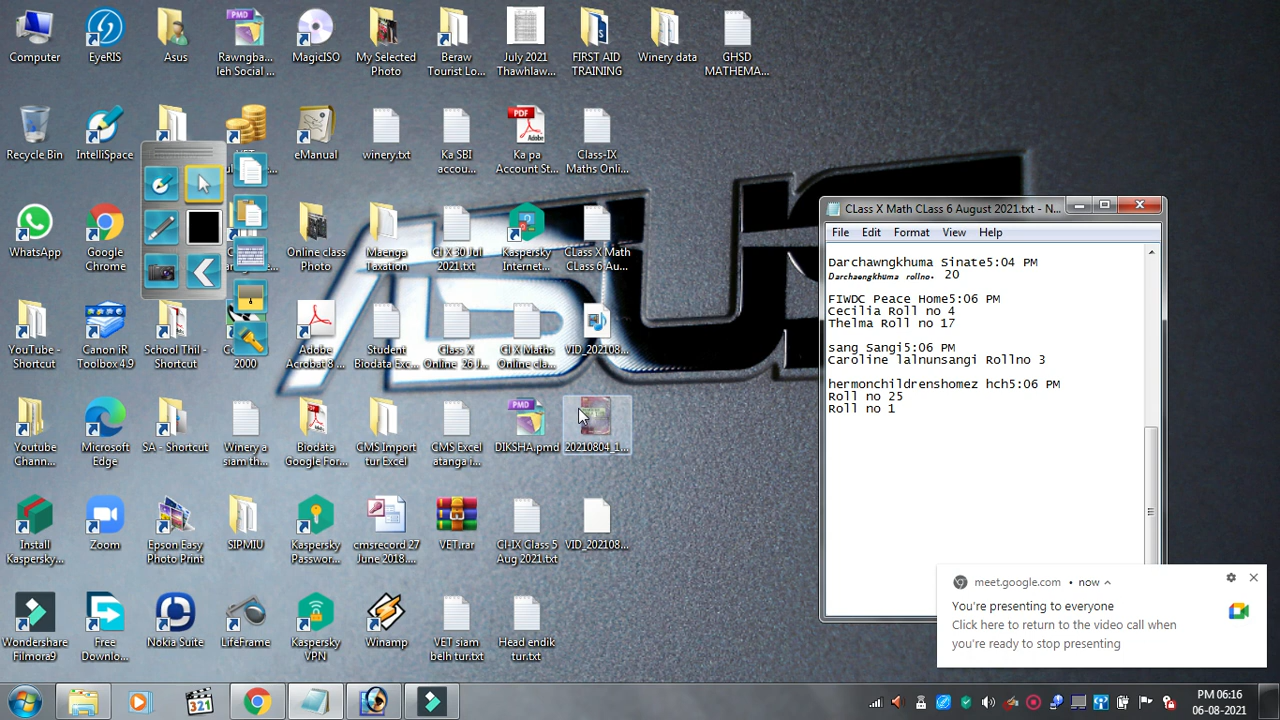 Computer
EyeRIS
Asus
Rawngba...
leh Social ...
MagicISO
My Selected
Photo
Beraw
Tourist Lo...
July 2021
Thawhlaw...
FIRST AID
TRAINING
Winery data
GHSD
MATHEMA...
Recycle Bin
IntelliSpace
eManual
winery.txt
Ka SBI
accou...
Ka pa
Account St...
Class-IX
Maths Onli...
WhatsApp
Google
Chrome
Online class
Photo
Maenga
Taxation
Cl X 30 Jul
2021.txt
Kaspersky
Internet...
CLass X Math
CLass 6 Au...
YouTube -
Shortcut
Canon iR
Toolbox 4.9
School Thil -
Shortcut
2000
Adobe
Acrobat 8 ...
Student
Biodata Exc...
Class X
Online 26 J...
Cl X Maths
Online cla...
VID_202108...
Youtube
Chann...
Microsoft
Edge
SA - Shortcut
Winery a
siam th...
Biodata
Google For...
CMS Import
tur Excel
CMS Excel
atanga i...
DIKSHA.pmd
20210804_1...
Install
Kaspersky...
Zoom
Epson Easy
Photo Print
SIPMIU
Kaspersky
Passwor...
cmsrecord 27
June 2018...
VET.rar
Cl-IX Class 5
Aug 2021.txt
VID_202108...
Wondershare
Filmora9
Free
Downlo...
Nokia Suite
LifeFrame
Kaspersky
VPN
Winamp
VET siam
belh tur.txt
Head endik
tur.txt
CLass X Math CLass 6 August 2021.txt - N...
File Edit Format View Help
Darchawngkhuma Sinate5:04 PM
Darchawngkhuma rollno. 20
FIWDC Peace Home5:06 PM
Cecilia Roll no 4
Thelma Roll no 17
sang Sangi5:06 PM
Caroline lalnunsangi Rollno 3
hermonchildrenshomez hch5:06 PM
Roll no 25
Roll no 1
meet.google.com • now
You're presenting to everyone
Click here to return to the video call when
you're ready to stop presenting
PM 06:16
06-08-2021